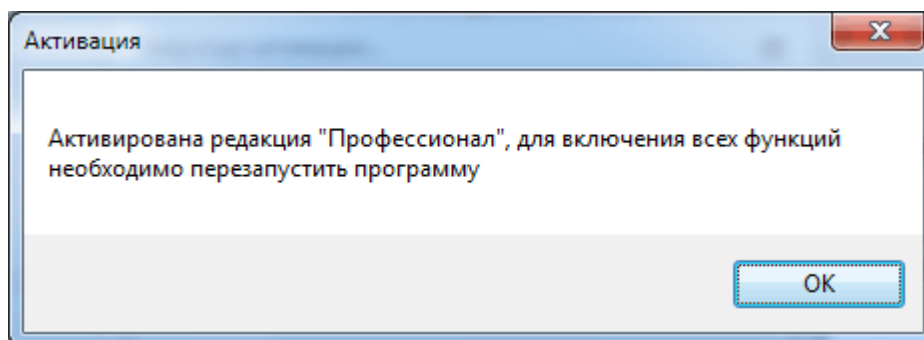 Активация
Активирована редакция "Профессионал", для включения всех функций
необходимо перезапустить программу
OK